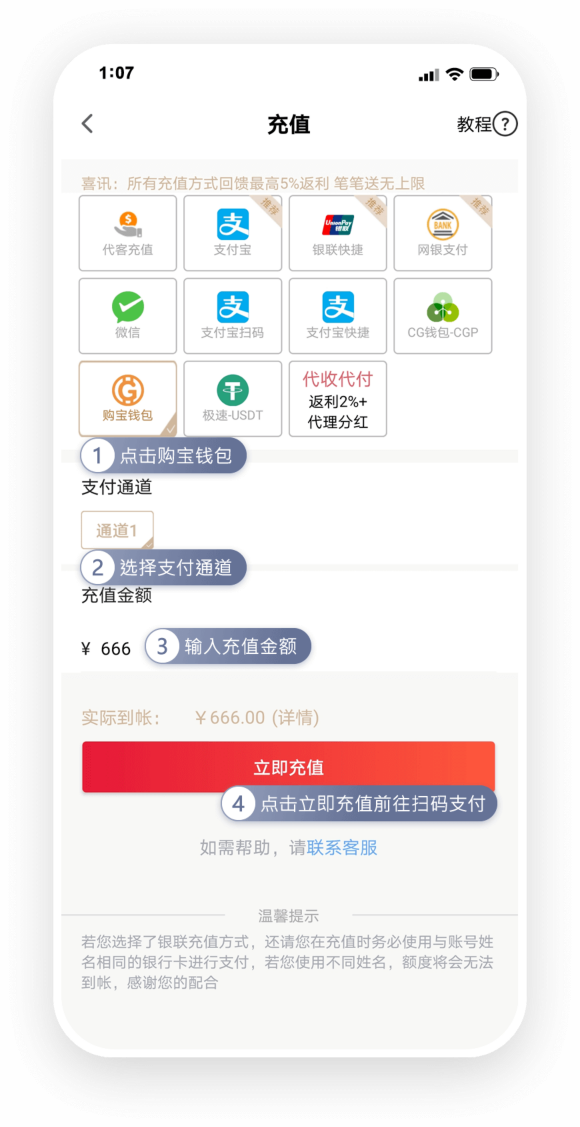 1:07
充值
教程?
喜讯：所有充值方式回馈最高5%返利 笔笔送无上限
代客充值
支付宝
推荐
银联快捷
推荐
UnionPay
银联
网银支付
推荐
BANK
微信
支付宝扫码
支付宝快捷
CG钱包-CGP
购宝钱包
极速-USDT
代收代付
返利2%+
代理分红
1 点击购宝钱包
支付通道
通道1
2 选择支付通道
充值金额
¥ 666
3 输入充值金额
实际到帐： ￥666.00 (详情)
立即充值
4 点击立即充值前往扫码支付
如需帮助，请联系客服
温馨提示
若您选择了银联充值方式，还请您在充值时务必使用与账号姓
名相同的银行卡进行支付，若您使用不同姓名，额度将会无法
到帐，感谢您的配合